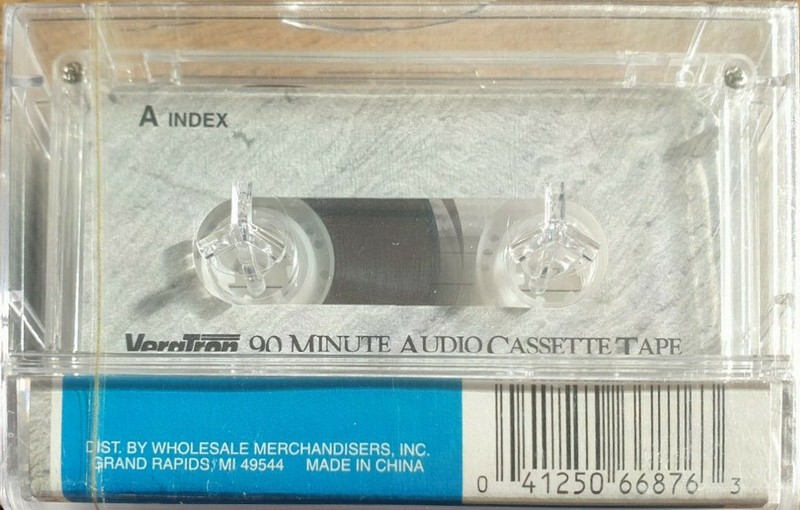 A INDEX
VeraTron 90 MINUTE AUDIO CASSETTE TAPE
DIST. BY WHOLESALE MERCHANDISERS, INC.
GRAND RAPIDS, MI 49544 MADE IN CHINA
0 41250 66876 3